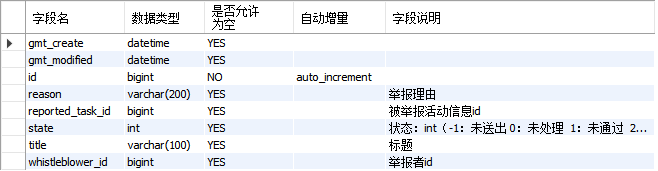 字段名 数据类型 是否允许为空 自动增量 字段说明
gmt_create datetime YES
gmt_modified datetime YES
id bigint NO auto_increment
reason varchar(200) YES 举报理由
reported_task_id bigint YES 被举报活动信息id
state int YES 状态：int（-1：未送出 0：未处理 1：未通过 2...
title varchar(100) YES 标题
whistleblower_id bigint YES 举报者id